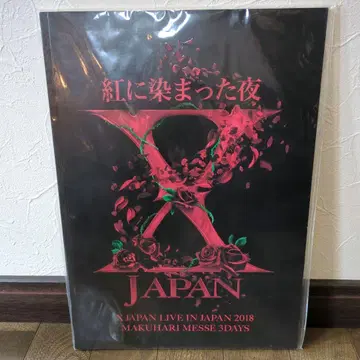 紅に染まった夜
X
JAPAN
X JAPAN LIVE IN JAPAN 2018
MAKUHARI MESSE 3DAYS